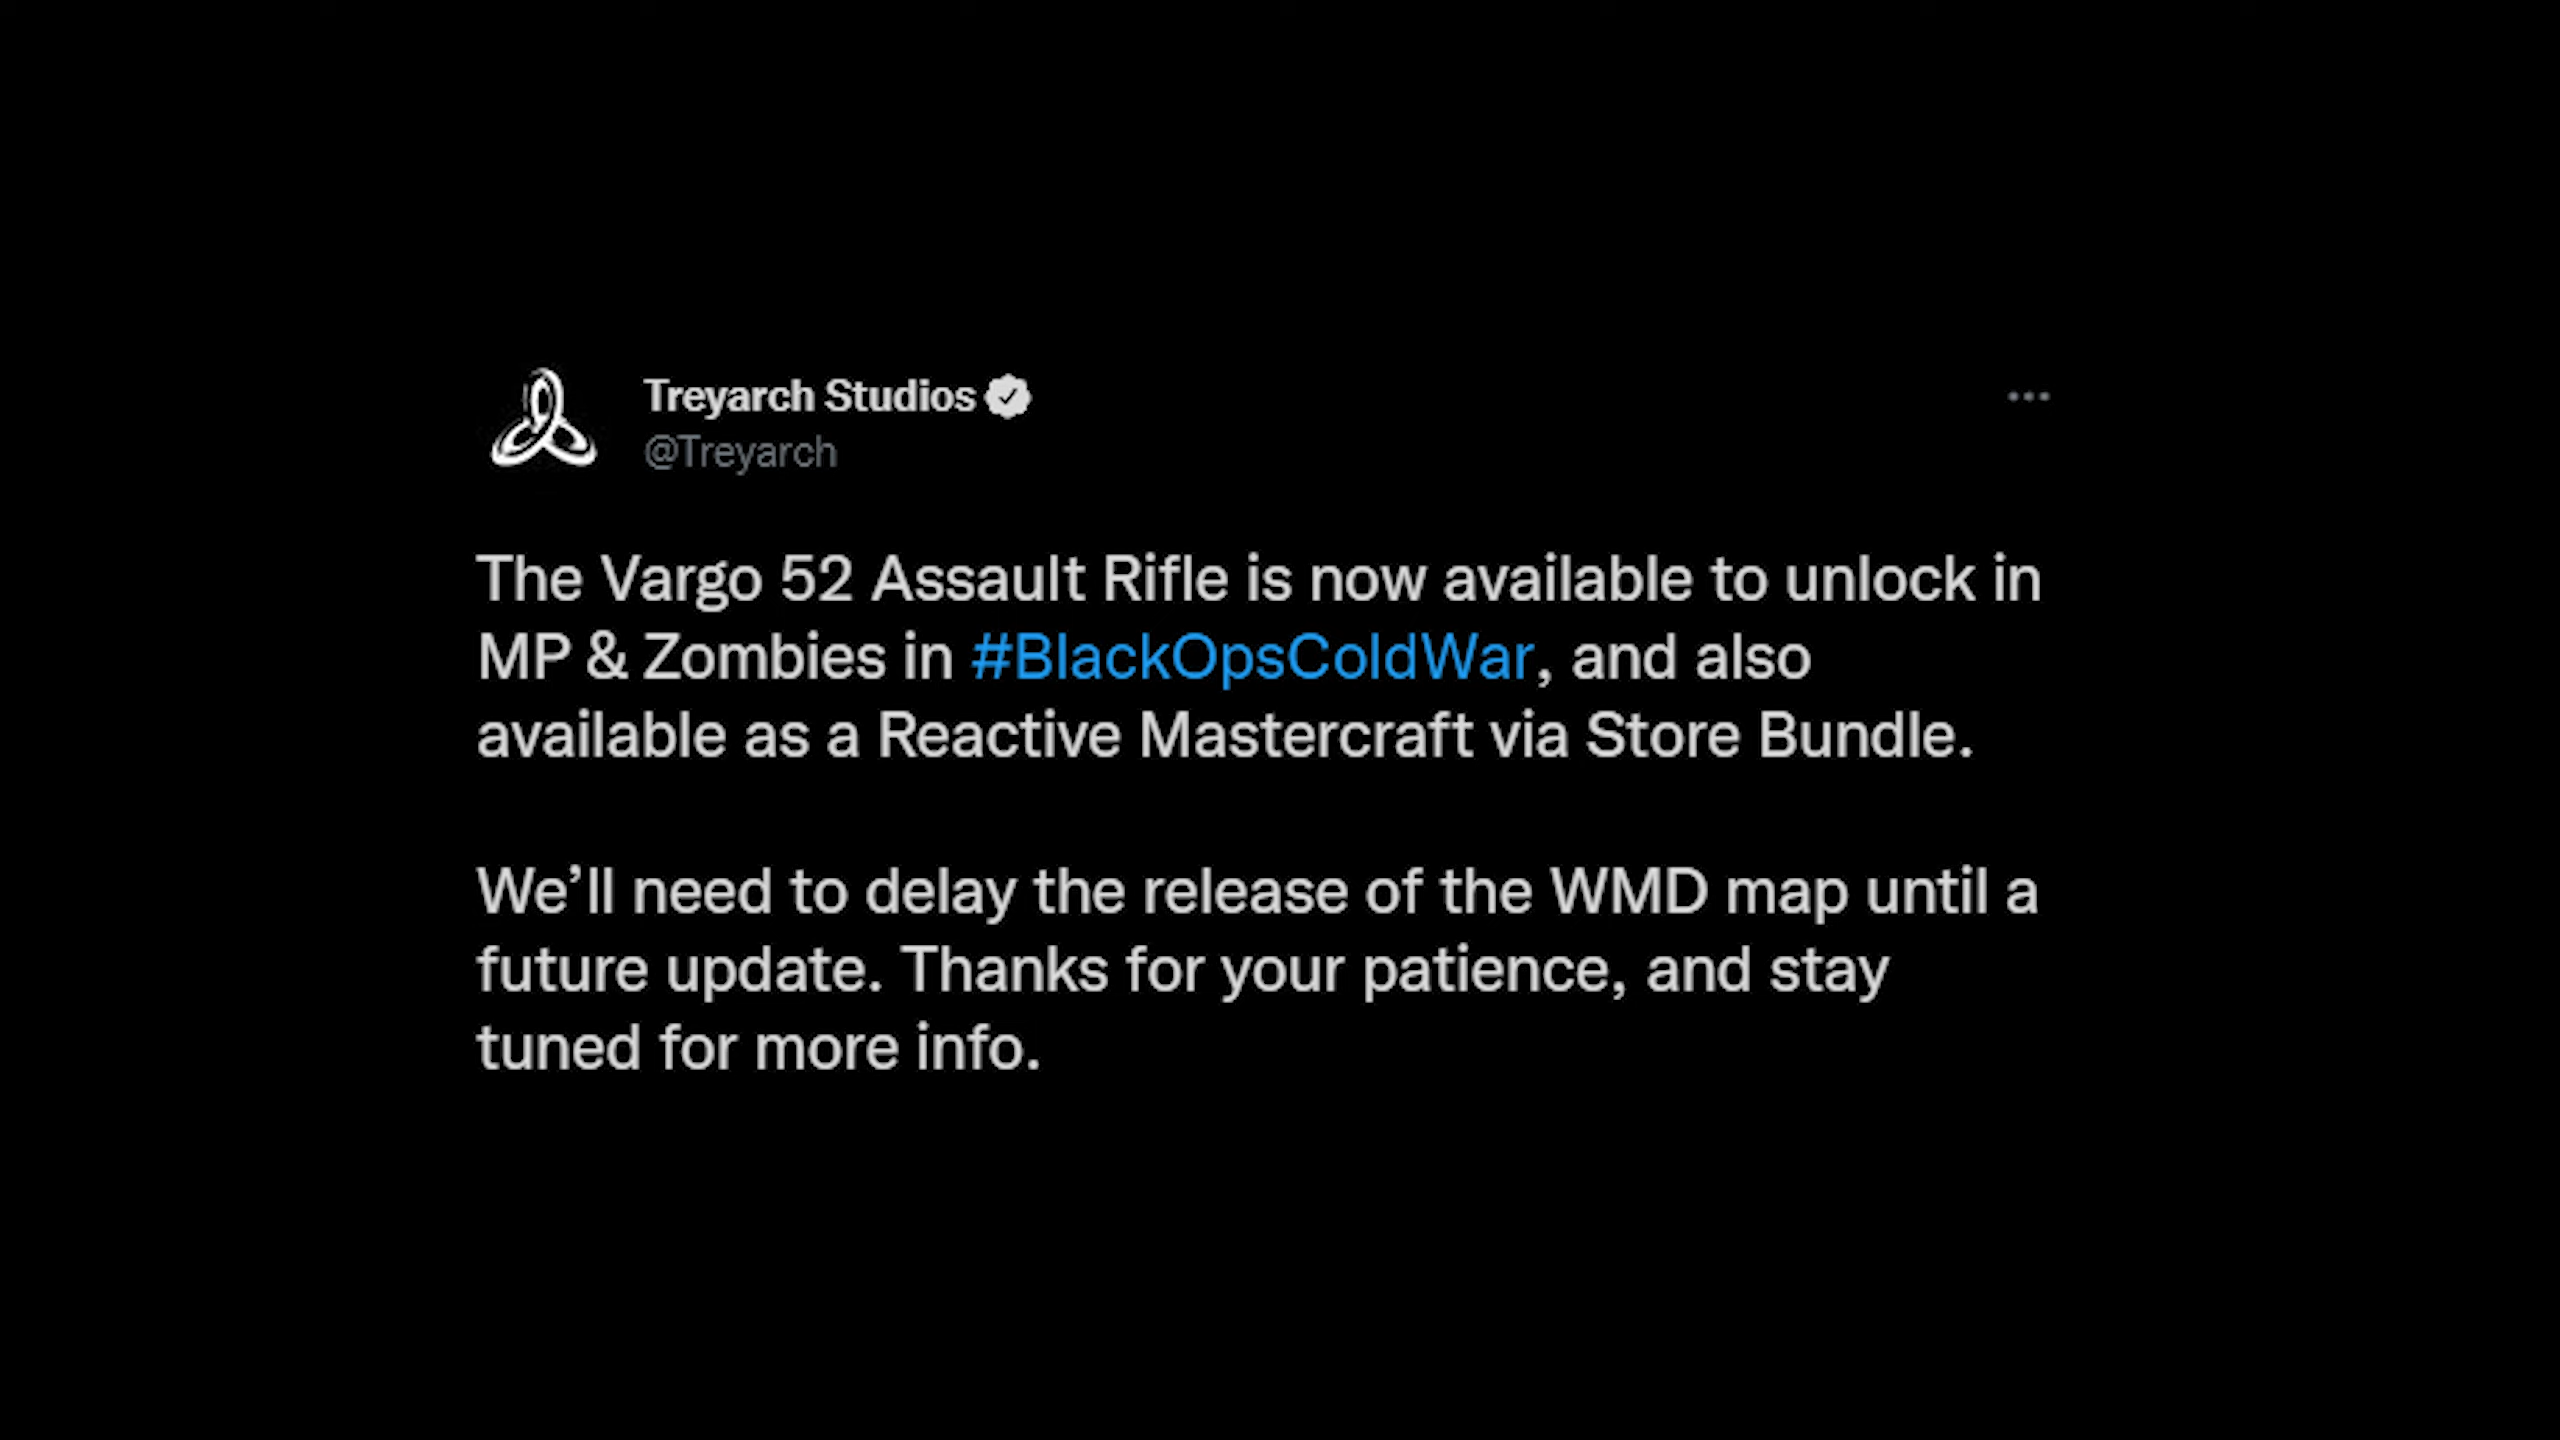 Treyarch Studios
@Treyarch
The Vargo 52 Assault Rifle is now available to unlock in
MP & Zombies in #BlackOpsColdWar, and also
available as a Reactive Mastercraft via Store Bundle.
We’ll need to delay the release of the WMD map until a
future update. Thanks for your patience, and stay
tuned for more info.